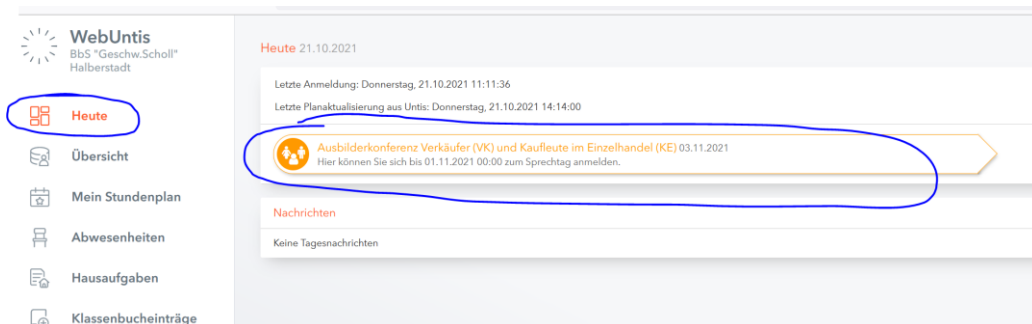 WebUntis
BbS "Geschw.Scholl"
Halberstadt
Heute
Übersicht
Mein Stundenplan
Abwesenheiten
Hausaufgaben
Klassenbucheinträge
Heute 21.10.2021
Letzte Anmeldung: Donnerstag, 21.10.2021 11:11:36
Letzte Planaktualisierung aus Untis: Donnerstag, 21.10.2021 14:14:00
Ausbilderkonferenz Verkäufer (VK) und Kaufleute im Einzelhandel (KE) 03.11.2021
Hier können Sie sich bis 01.11.2021 00:00 zum Sprechtag anmelden.
Nachrichten
Keine Tagesnachrichten